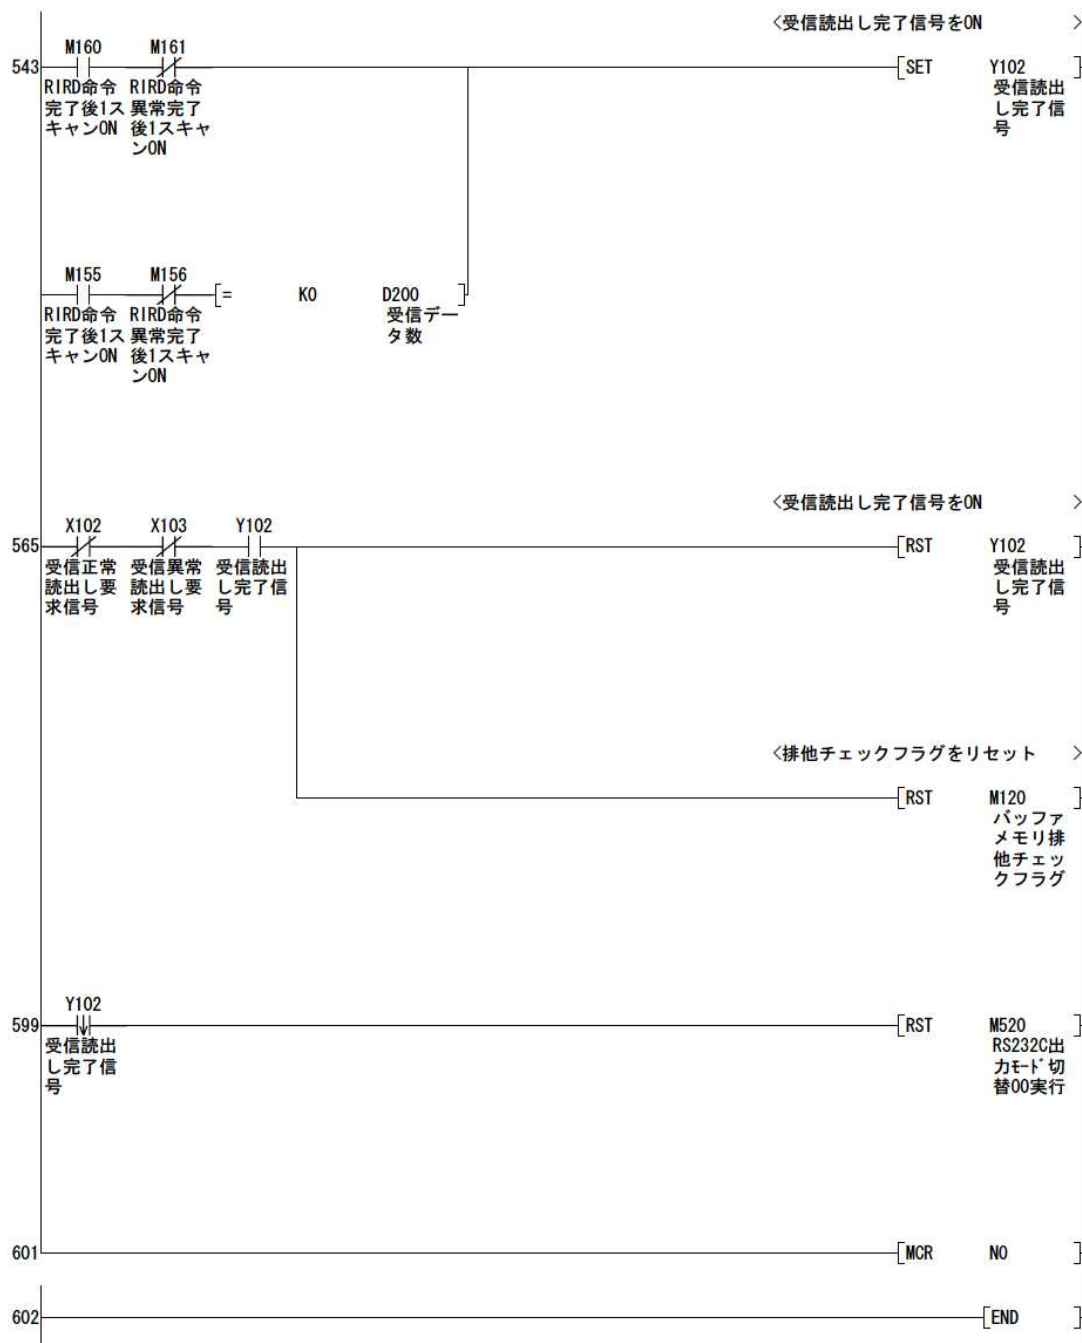 <受信読出し完了信号をON >
M160 M161
543 [SET Y102 ]
RIRD命令 RIRD命令 受信読出
完了後1ス 異常完了 し完了信
キャンON 後1スキャ 号
ンON
M155 M156
[= K0 D200 ]
RIRD命令 RIRD命令 受信デー
完了後1ス 異常完了 タ数
キャンON 後1スキャ
ンON
<受信読出し完了信号をON >
X102 X103 Y102
565 [RST Y102 ]
受信正常 受信異常 受信読出 受信読出
読出し要 読出し要 し完了信 し完了信
求信号 求信号 号 号
<排他チェックフラグをリセット >
[RST M120 ]
バッファ
メモリ排
他チェッ
クフラグ
Y102
599 [RST M520 ]
受信読出 RS232C出
し完了信 力ﾓｰﾄﾞ切
号 替00実行
601 [MCR N0 ]
602 [END ]